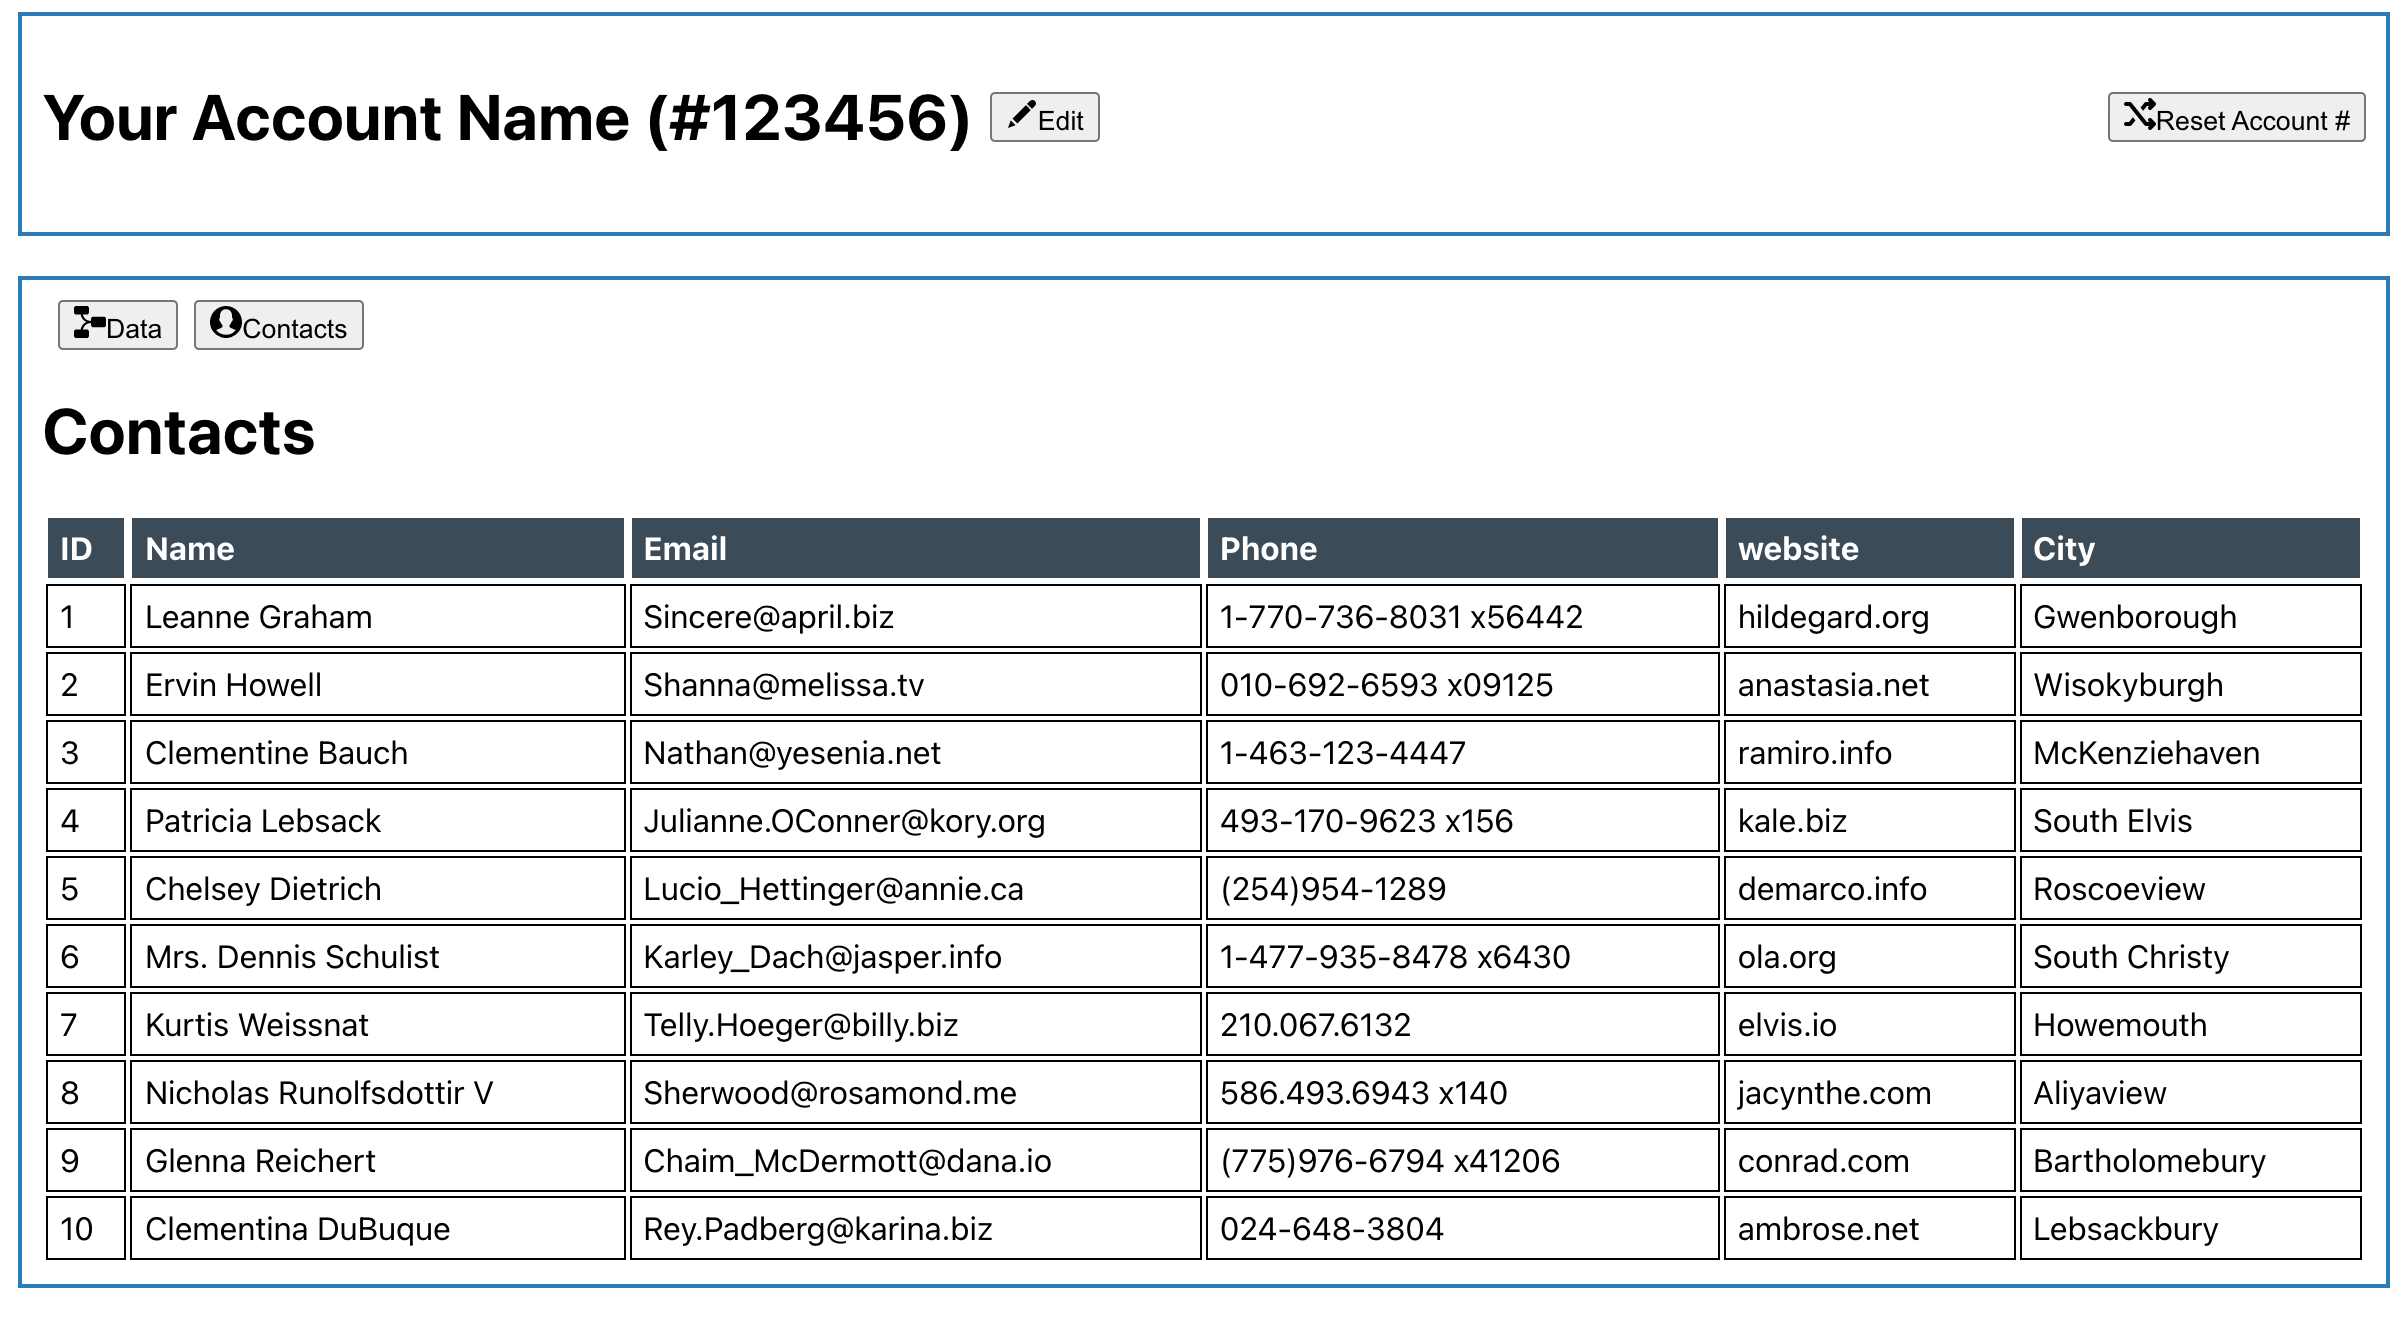 Your Account Name (#123456) Edit Reset Account #
Data Contacts
Contacts
ID Name Email Phone website City
1 Leanne Graham Sincere@april.biz 1-770-736-8031 x56442 hildegard.org Gwenborough
2 Ervin Howell Shanna@melissa.tv 010-692-6593 x09125 anastasia.net Wisokyburgh
3 Clementine Bauch Nathan@yesenia.net 1-463-123-4447 ramiro.info McKenziehaven
4 Patricia Lebsack Julianne.OConner@kory.org 493-170-9623 x156 kale.biz South Elvis
5 Chelsey Dietrich Lucio_Hettinger@annie.ca (254)954-1289 demarco.info Roscoeview
6 Mrs. Dennis Schulist Karley_Dach@jasper.info 1-477-935-8478 x6430 ola.org South Christy
7 Kurtis Weissnat Telly.Hoeger@billy.biz 210.067.6132 elvis.io Howemouth
8 Nicholas Runolfsdottir V Sherwood@rosamond.me 586.493.6943 x140 jacynthe.com Aliyaview
9 Glenna Reichert Chaim_McDermott@dana.io (775)976-6794 x41206 conrad.com Bartholomebury
10 Clementina DuBuque Rey.Padberg@karina.biz 024-648-3804 ambrose.net Lebsackbury